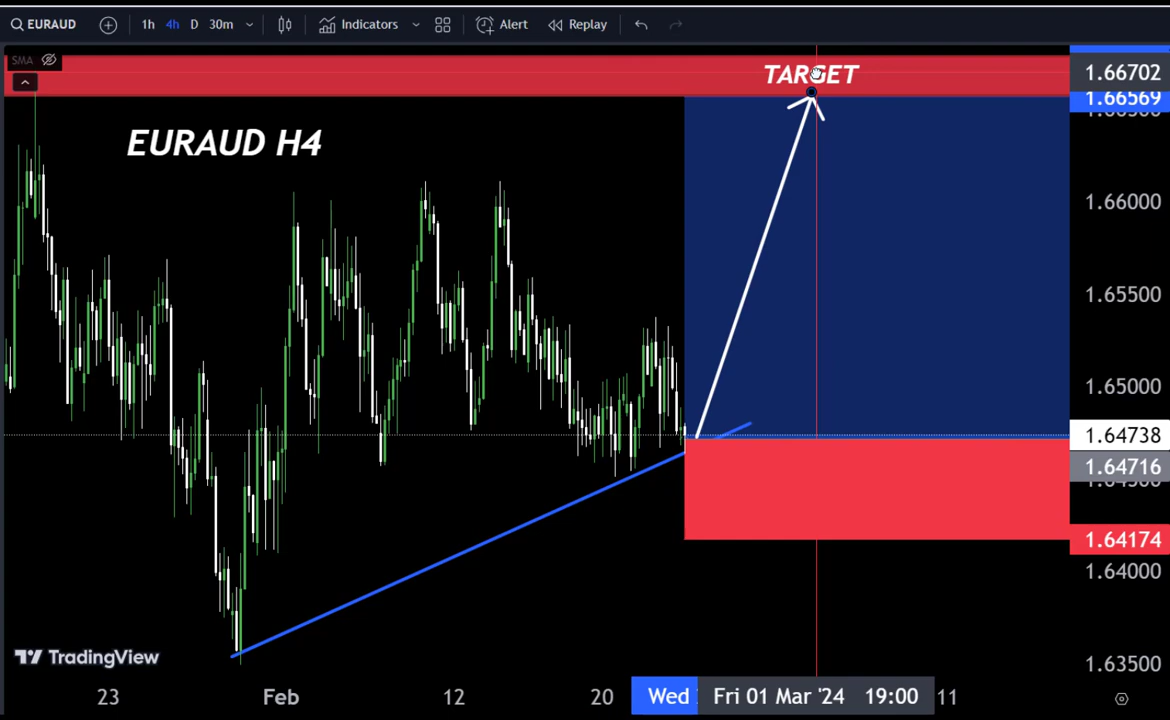 EURAUD 1h 4h D 30m Indicators Alert Replay
SMA
TARGET
EURAUD H4
1.66702
1.66569
1.66000
1.65500
1.65000
1.64738
1.64716
1.64174
1.64000
1.63500
TradingView
23 Feb 12 20 Wed Fri 01 Mar '24 19:00 11